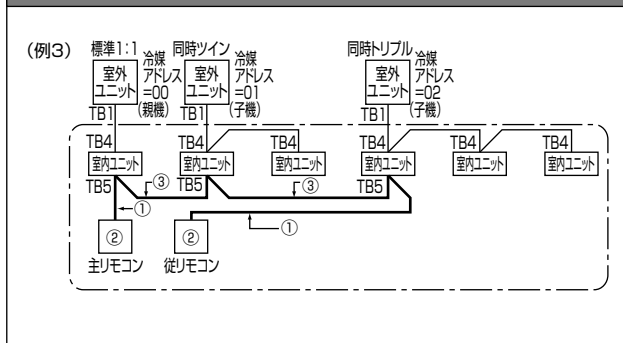 (例3)
標準1:1
室外
ユニット
冷媒
アドレス
=00
(親機)
TB1
同時ツイン
室外
ユニット
冷媒
アドレス
=01
(子機)
TB1
同時トリプル
室外
ユニット
冷媒
アドレス
=02
(子機)
TB1
TB4
TB4
TB4
TB4
TB4
TB4
室内ユニット
室内ユニット
室内ユニット
室内ユニット
室内ユニット
室内ユニット
TB5
③
TB5
③
TB5
①
①
②
②
主リモコン
従リモコン